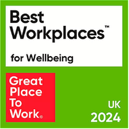 Best
Workplaces™
for Wellbeing
Great
Place
To
Work®
UK
2024